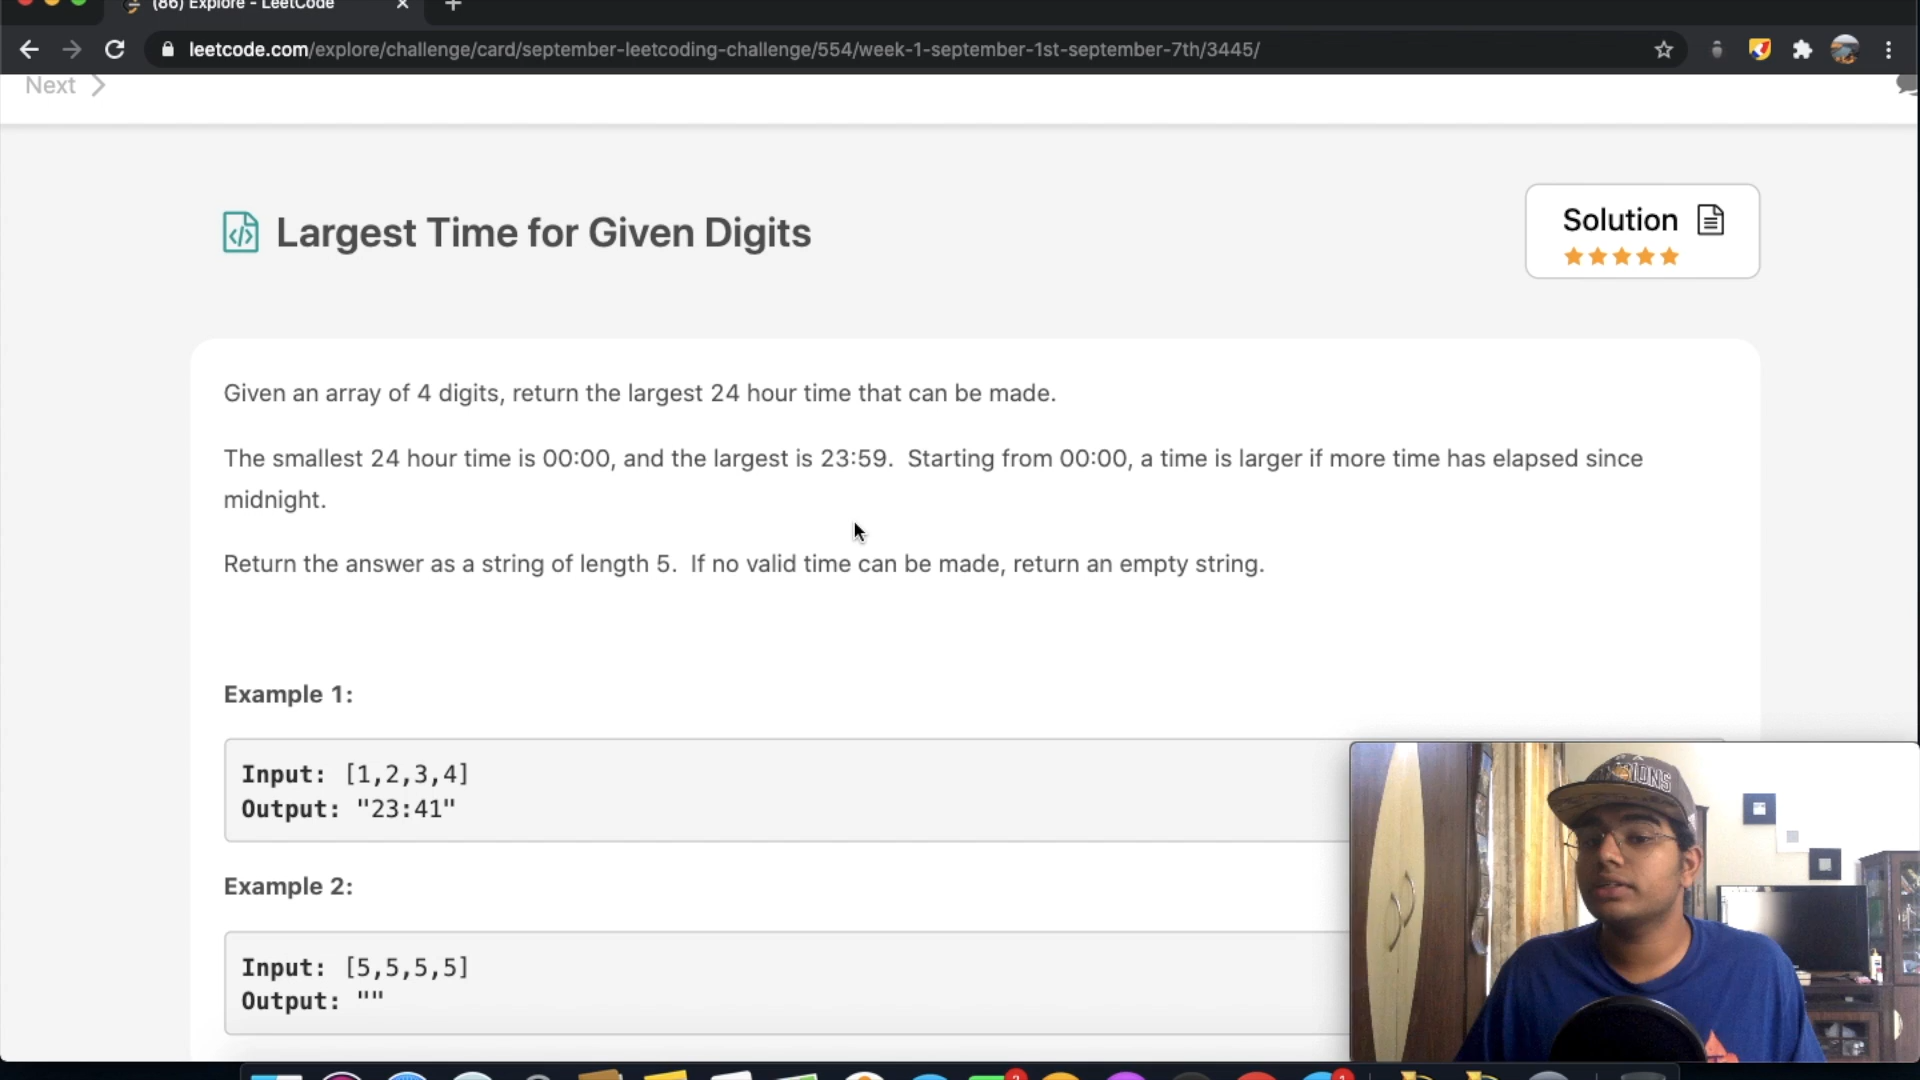 (86) Explore - LeetCode
leetcode.com/explore/challenge/card/september-leetcoding-challenge/554/week-1-september-1st-september-7th/3445/
Next
Largest Time for Given Digits
Solution
Given an array of 4 digits, return the largest 24 hour time that can be made.
The smallest 24 hour time is 00:00, and the largest is 23:59.  Starting from 00:00, a time is larger if more time has elapsed since
midnight.
Return the answer as a string of length 5.  If no valid time can be made, return an empty string.
Example 1:
Input: [1,2,3,4]
Output: "23:41"
Example 2:
Input: [5,5,5,5]
Output: ""